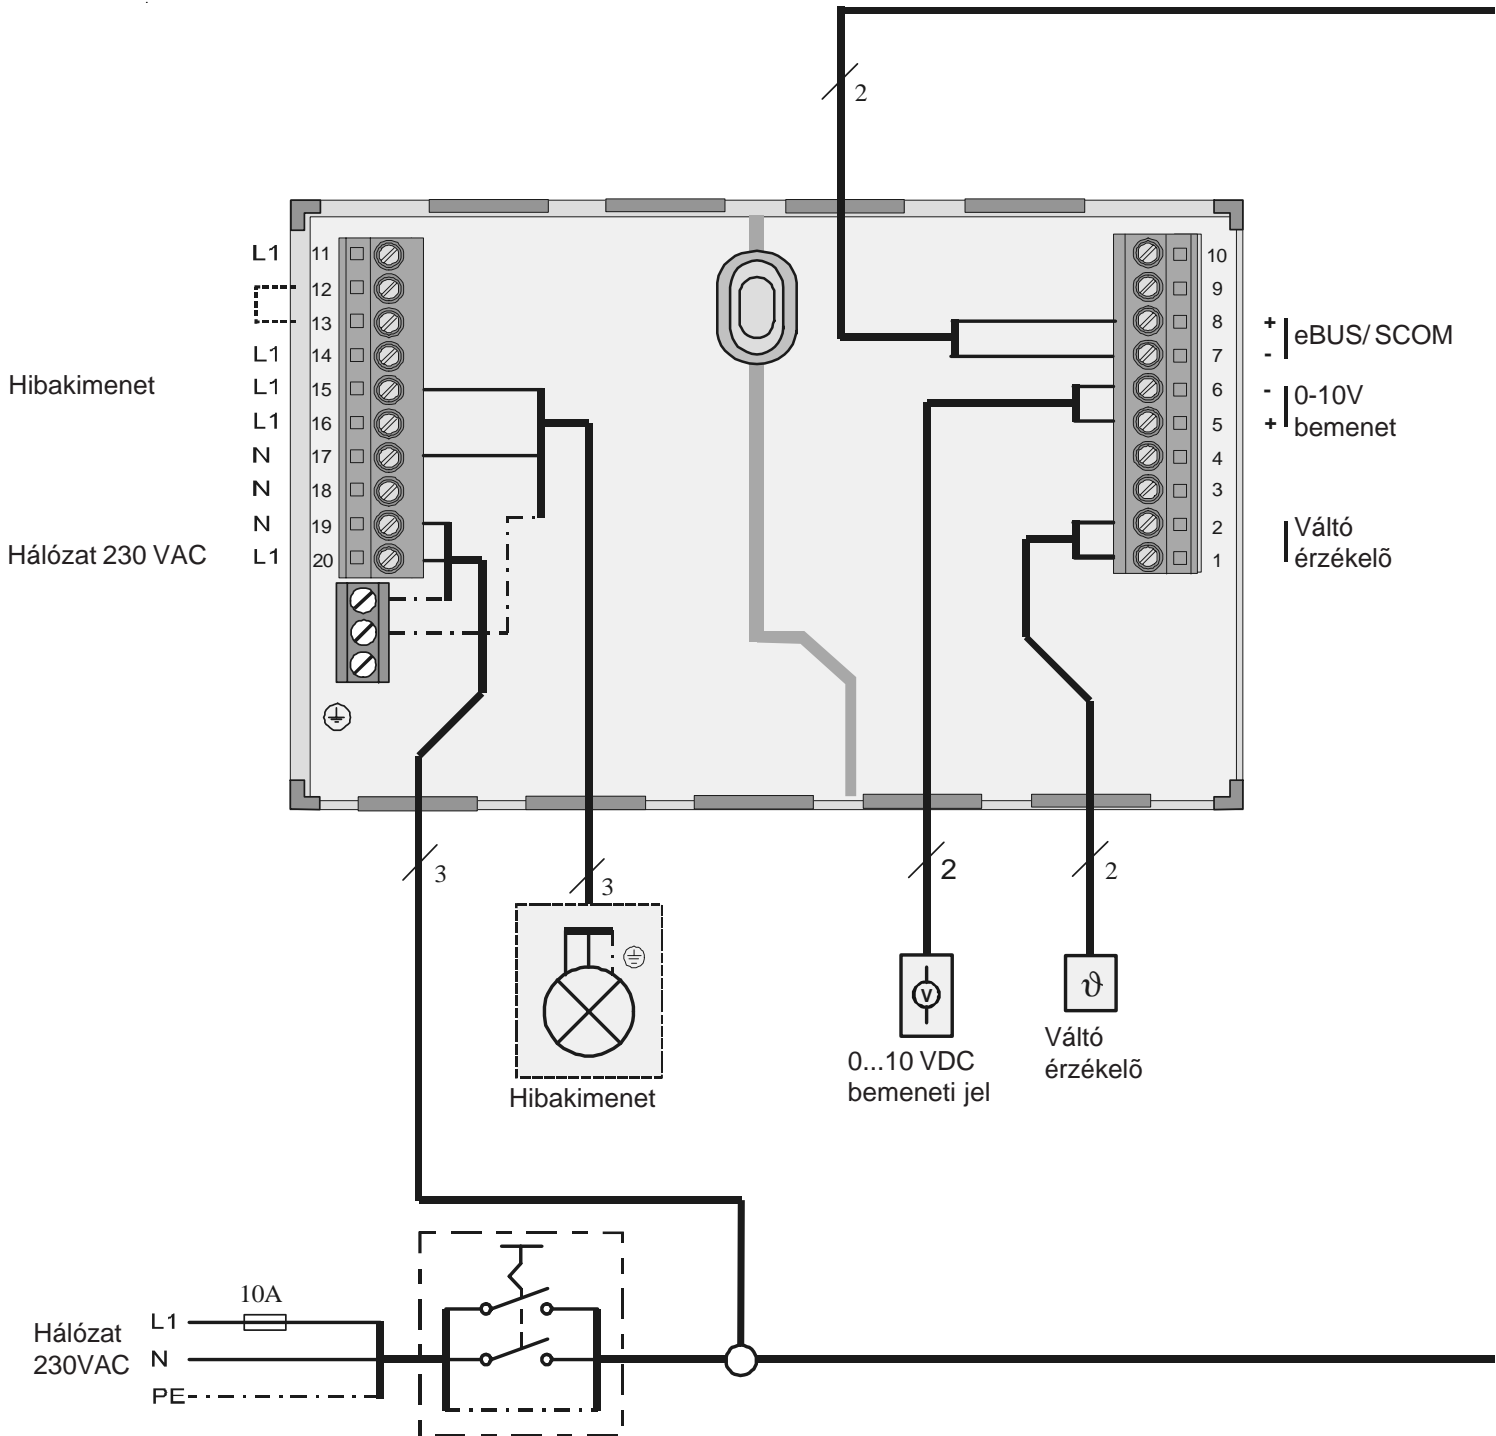 2
L1 11
12
13
L1 14
Hibakimenet L1 15
L1 16
N 17
N 18
N 19
Hálózat 230 VAC L1 20
10
9
8 + eBUS/ SCOM
7 -
6 - 0-10V
5 + bemenet
4
3
2 Váltó
1 érzékelõ
3
3
2
2
V
ϑ
Hibakimenet
0...10 VDC
bemeneti jel
Váltó
érzékelõ
10A
Hálózat
230VAC
L1
N
PE